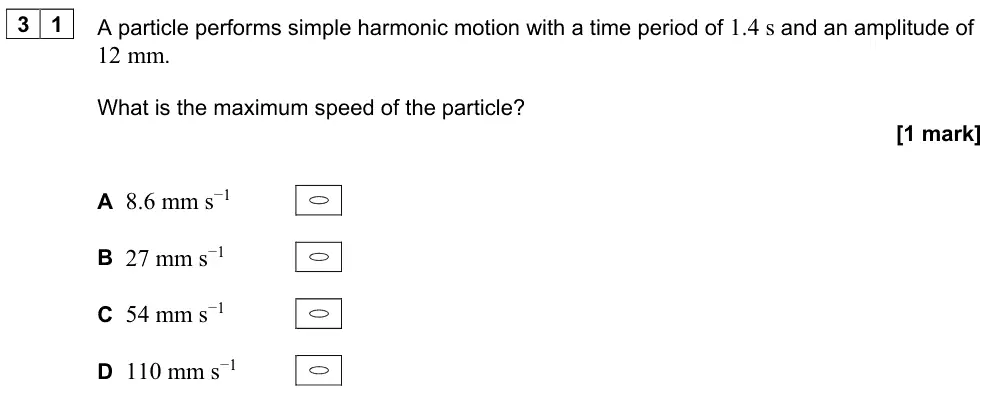 3 1 A particle performs simple harmonic motion with a time period of 1.4 s and an amplitude of
12 mm.
What is the maximum speed of the particle?
[1 mark]
A 8.6 mm s⁻¹
B 27 mm s⁻¹
C 54 mm s⁻¹
D 110 mm s⁻¹